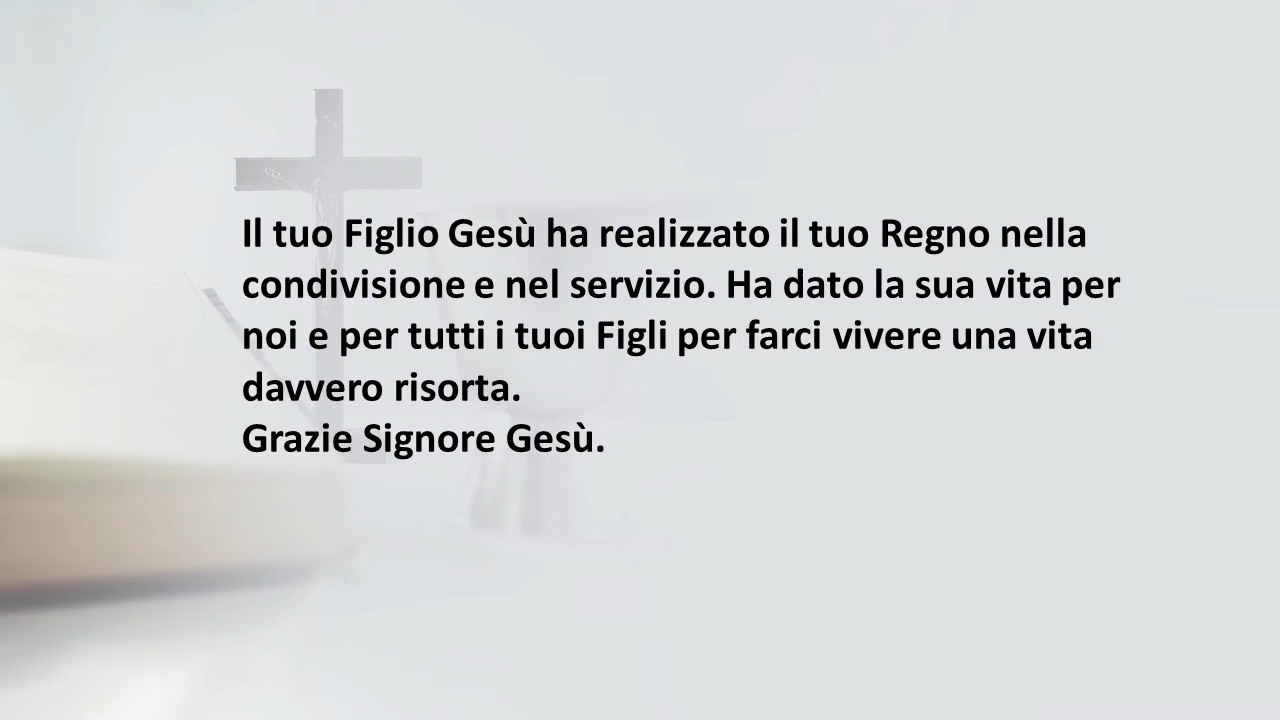 Il tuo Figlio Gesù ha realizzato il tuo Regno nella
condivisione e nel servizio. Ha dato la sua vita per
noi e per tutti i tuoi Figli per farci vivere una vita
davvero risorta.
Grazie Signore Gesù.